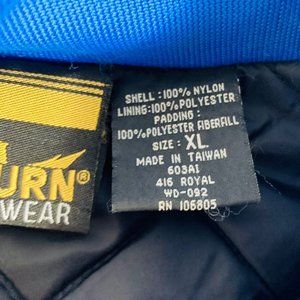 URN®
WEAR
SHELL : 100% NYLON
LINING:100% POLYESTER
PADDING :
100%POLYESTER FIBERFILL
SIZE: XL
MADE IN TAIWAN
603AI
416 ROYAL
WD-092
RN 106805